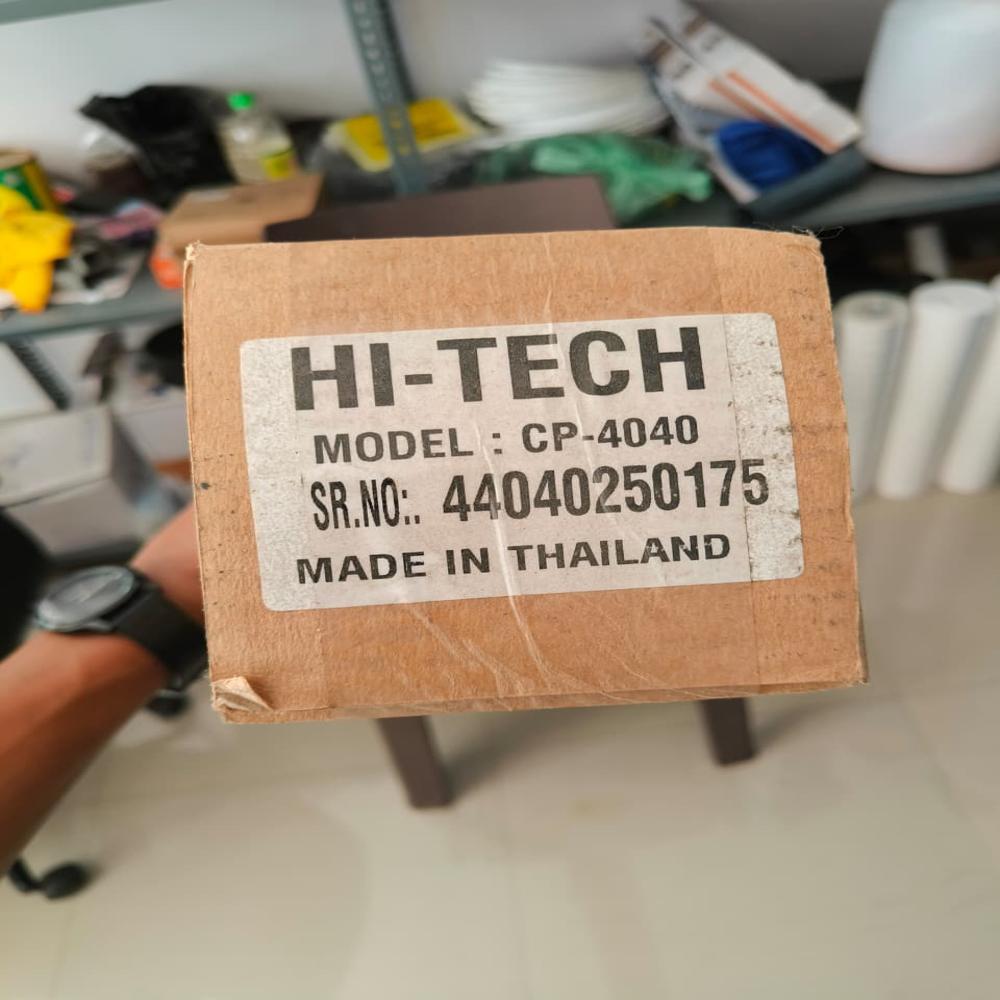 HI-TECH
MODEL : CP-4040
SR.NO:. 44040250175
MADE IN THAILAND